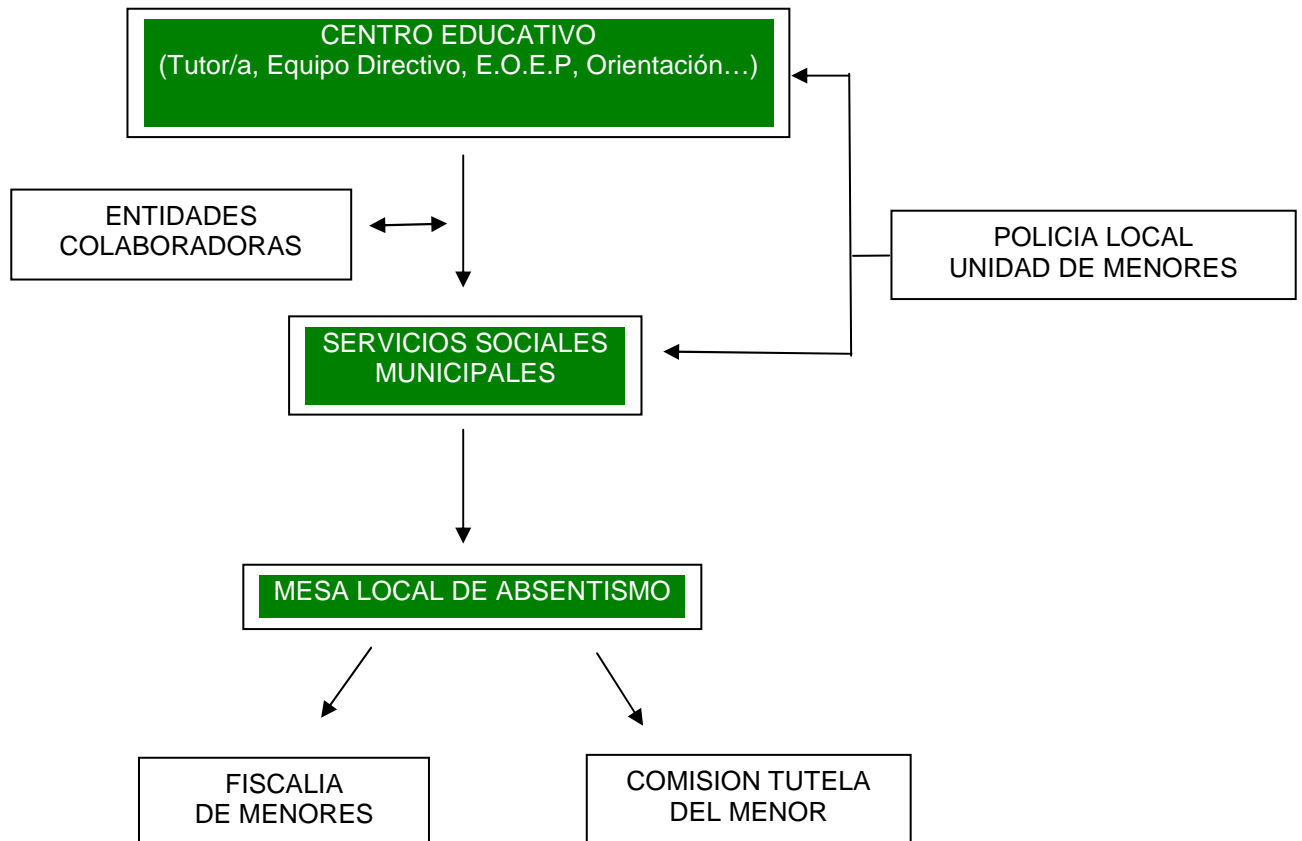 CENTRO EDUCATIVO
(Tutor/a, Equipo Directivo, E.O.E.P, Orientación…)
ENTIDADES
COLABORADORAS
POLICIA LOCAL
UNIDAD DE MENORES
SERVICIOS SOCIALES
MUNICIPALES
MESA LOCAL DE ABSENTISMO
FISCALIA
DE MENORES
COMISION TUTELA
DEL MENOR